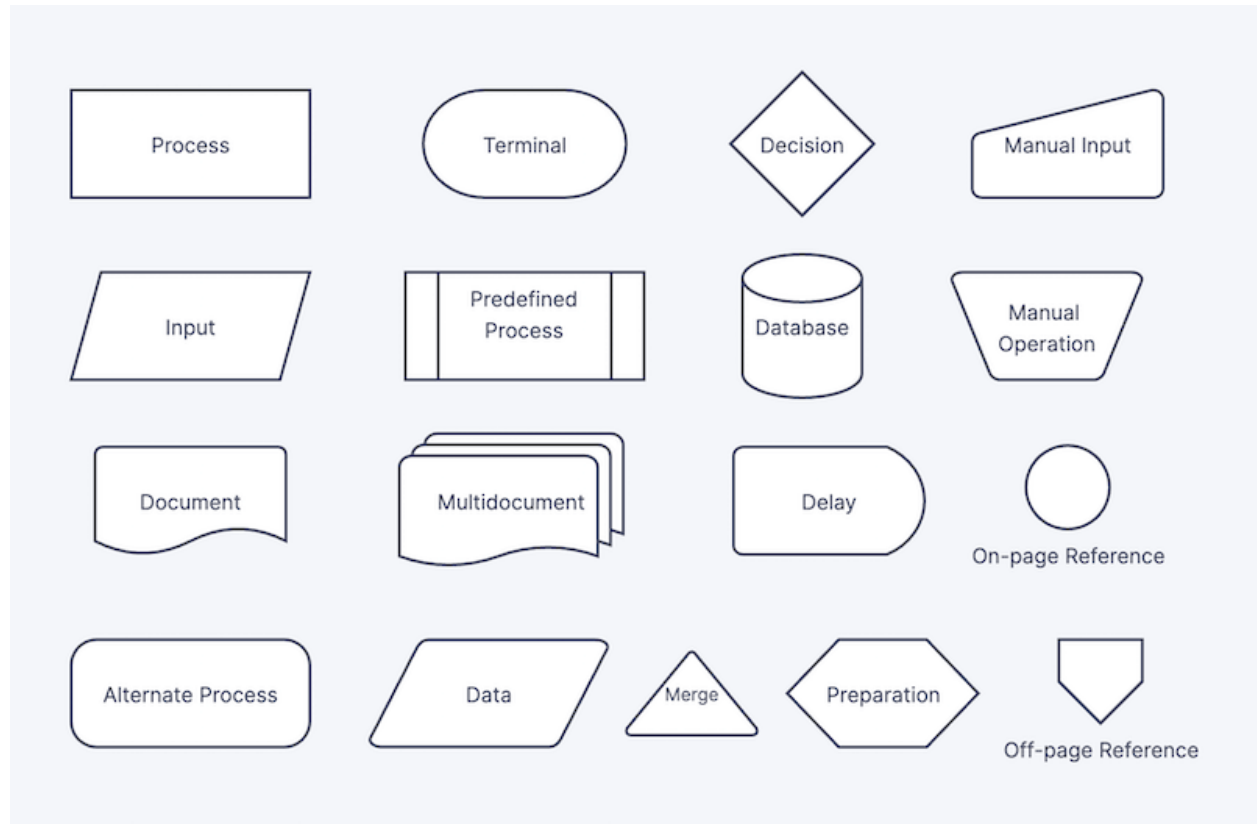 Process
Terminal
Decision
Manual Input
Input
Predefined
Process
Database
Manual
Operation
Document
Multidocument
Delay
On-page Reference
Alternate Process
Data
Merge
Preparation
Off-page Reference